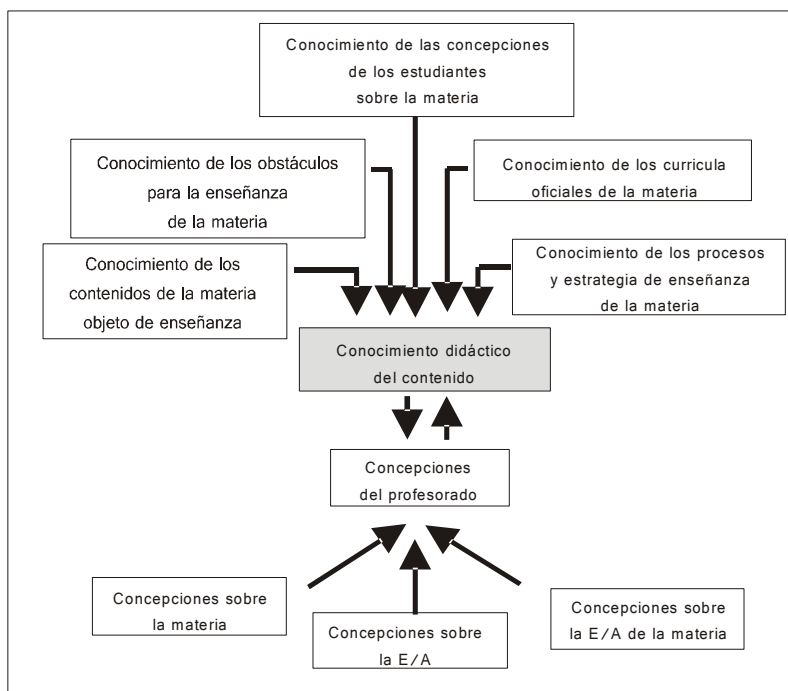 Conocimiento de las concepciones
de los estudiantes
sobre la materia
Conocimiento de los obstáculos
para la enseñanza
de la materia
Conocimiento de los curricula
oficiales de la materia
Conocimiento de los
contenidos de la materia
objeto de enseñanza
Conocimiento de los procesos
y estrategia de enseñanza
de la materia
Conocimiento didáctico
del contenido
Concepciones
del profesorado
Concepciones sobre
la materia
Concepciones sobre
la E/A
Concepciones sobre
la E/A de la materia